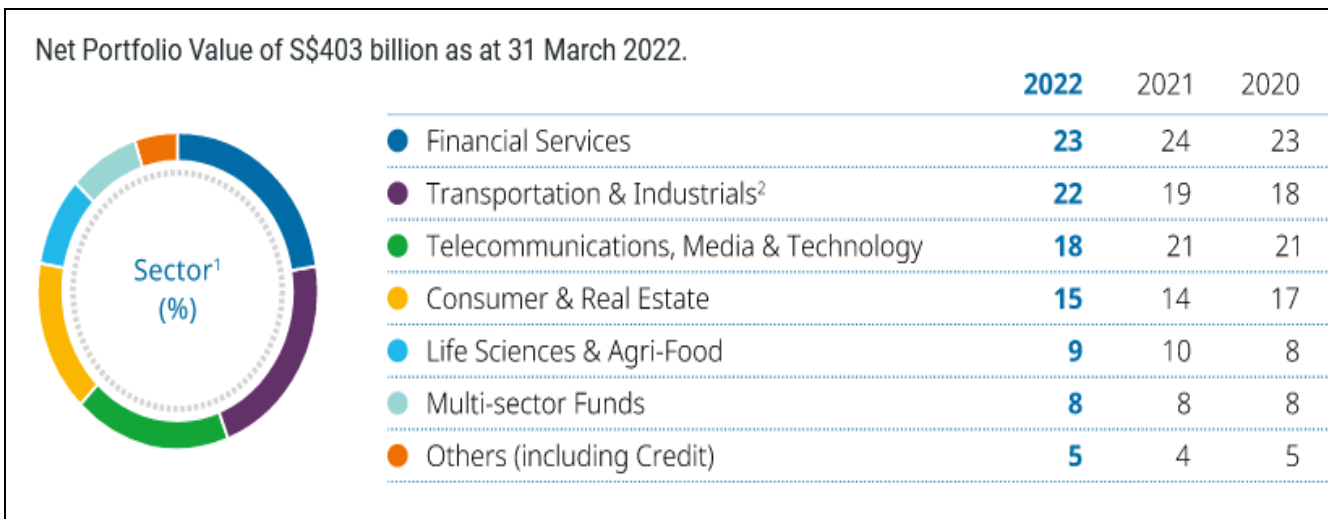 Net Portfolio Value of S$403 billion as at 31 March 2022.
2022 2021 2020
Sector¹
(%)
Financial Services 23 24 23
Transportation & Industrials² 22 19 18
Telecommunications, Media & Technology 18 21 21
Consumer & Real Estate 15 14 17
Life Sciences & Agri-Food 9 10 8
Multi-sector Funds 8 8 8
Others (including Credit) 5 4 5